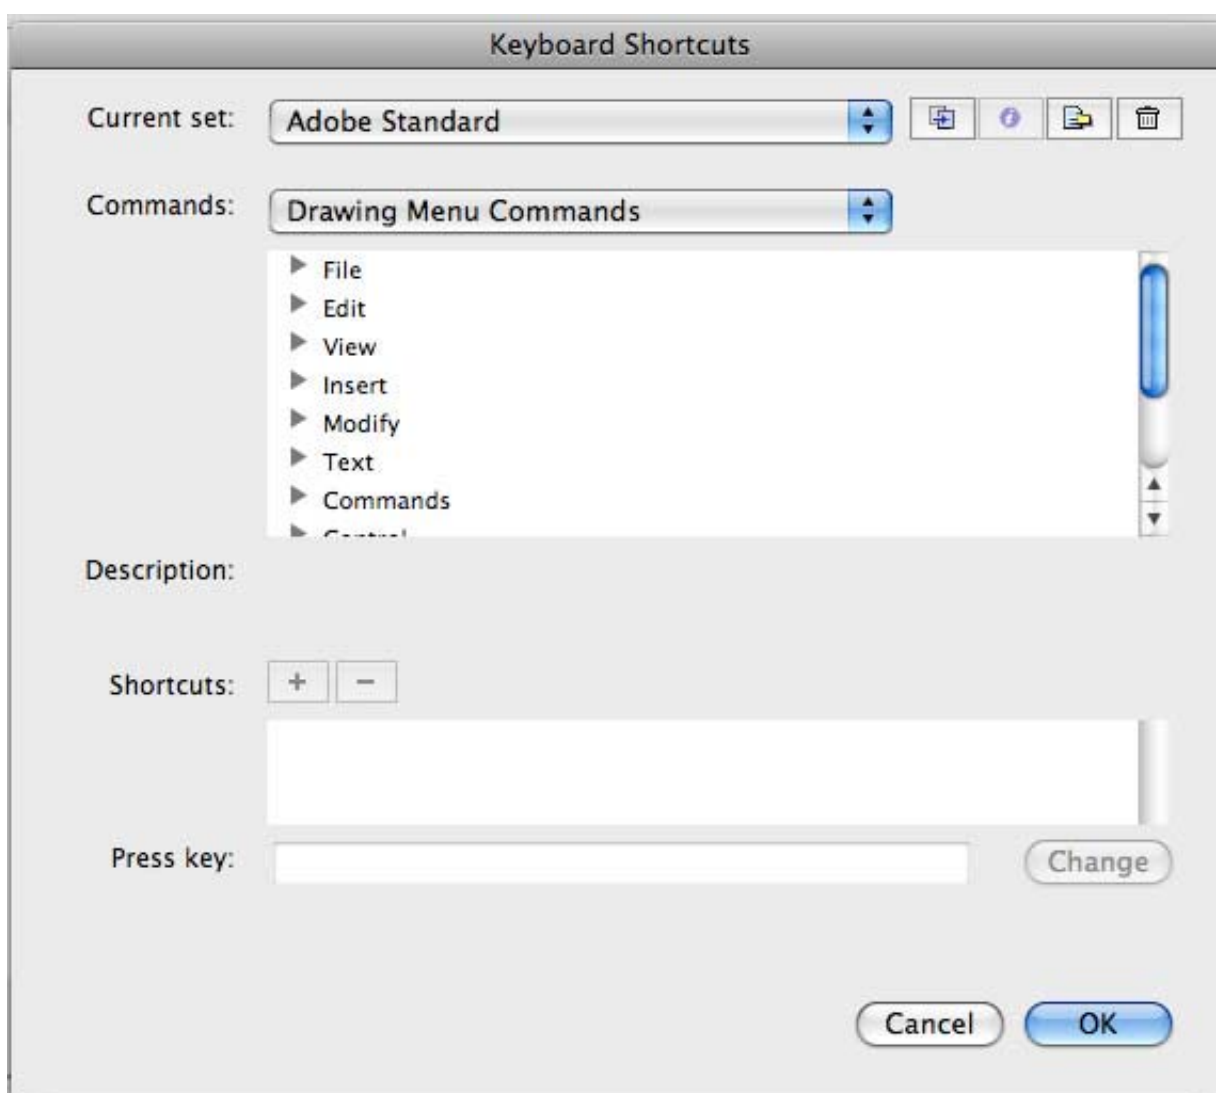 Keyboard Shortcuts
Current set: Adobe Standard
Commands: Drawing Menu Commands
File
Edit
View
Insert
Modify
Text
Commands
Control
Description:
Shortcuts: + −
Press key: Change
Cancel OK